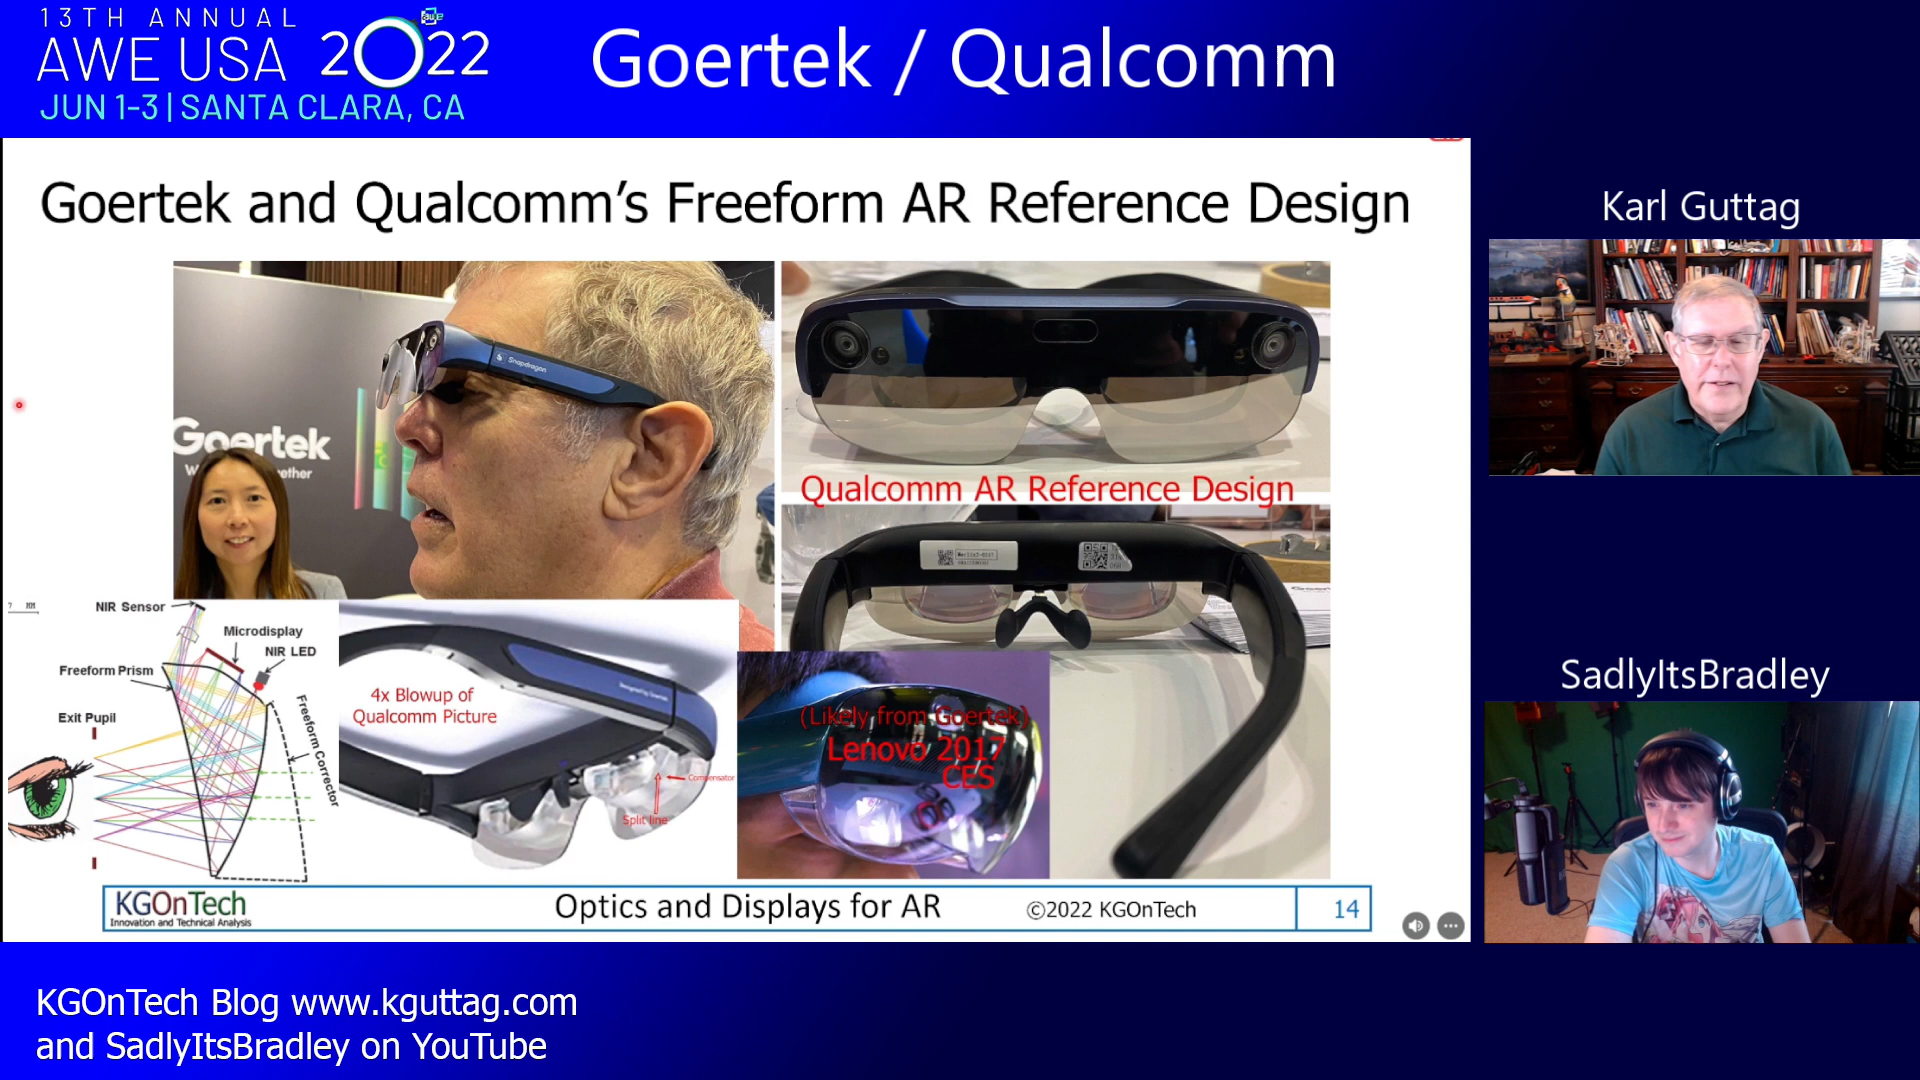 13TH ANNUAL
AWE USA 2022
awe
JUN 1-3 | SANTA CLARA, CA
Goertek / Qualcomm
Goertek and Qualcomm's Freeform AR Reference Design
Karl Guttag
Snapdragon
Goertek
Qualcomm AR Reference Design
NIR Sensor
Microdisplay
NIR LED
Freeform Prism
Exit Pupil
Freeform Corrector
4x Blowup of
Qualcomm Picture
Compensator
Split line
(Likely from Goertek)
Lenovo 2017
CES
SadlyItsBradley
KGOnTech
Innovation and Technical Analysis
Optics and Displays for AR
©2022 KGOnTech
14
KGOnTech Blog www.kguttag.com
and SadlyItsBradley on YouTube